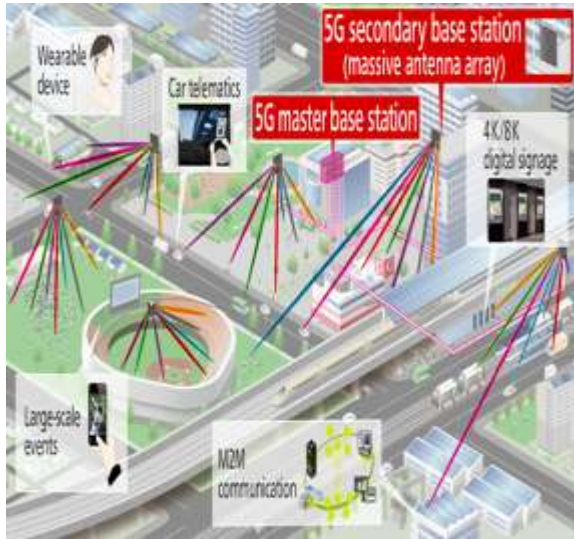 5G secondary base station
(massive antenna array)
Wearable
device
Car telematics
5G master base station
4K/8K
digital signage
Large-scale
events
M2M
communication